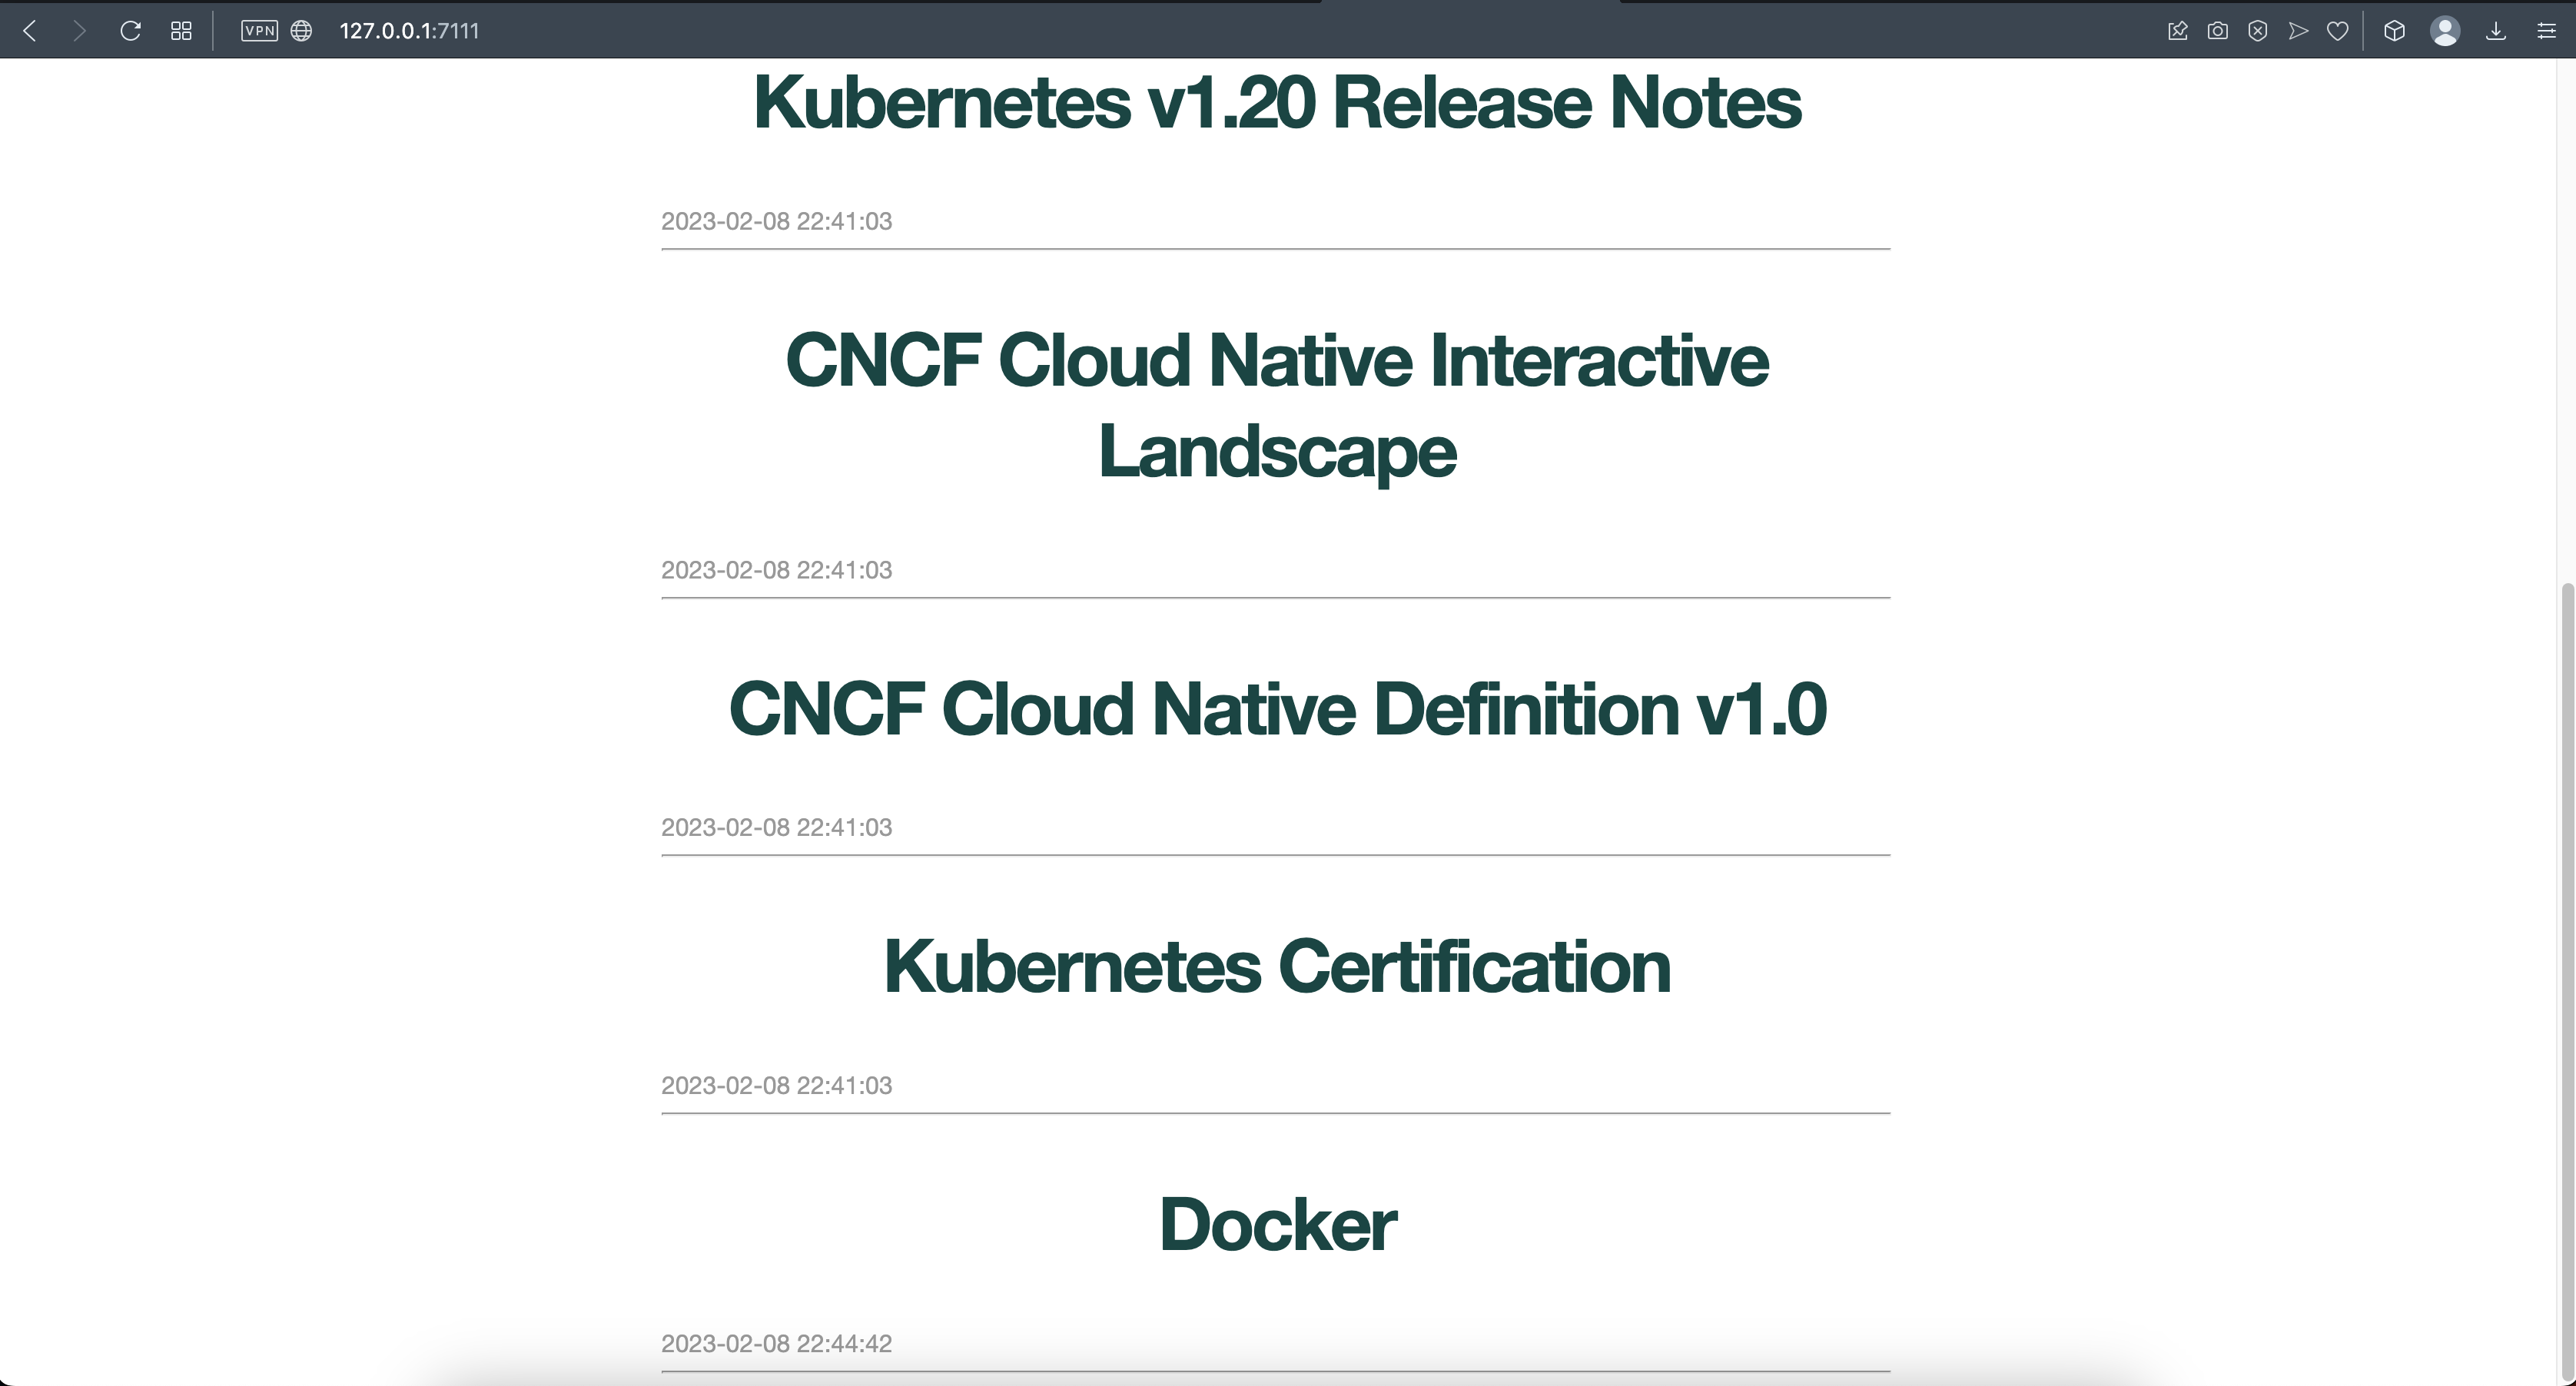 VPN 127.0.0.1:7111
Kubernetes v1.20 Release Notes
2023-02-08 22:41:03
CNCF Cloud Native Interactive
Landscape
2023-02-08 22:41:03
CNCF Cloud Native Definition v1.0
2023-02-08 22:41:03
Kubernetes Certification
2023-02-08 22:41:03
Docker
2023-02-08 22:44:42